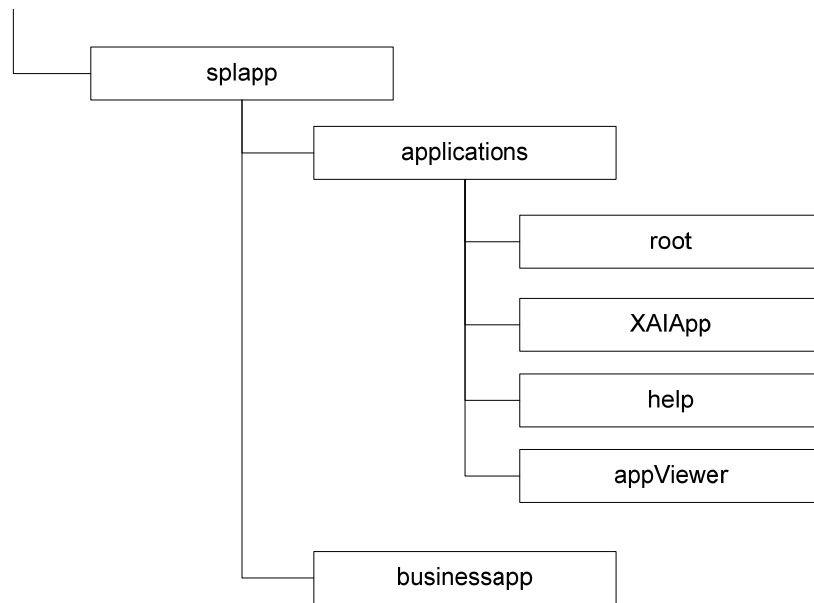 splapp
applications
root
XAIApp
help
appViewer
businessapp